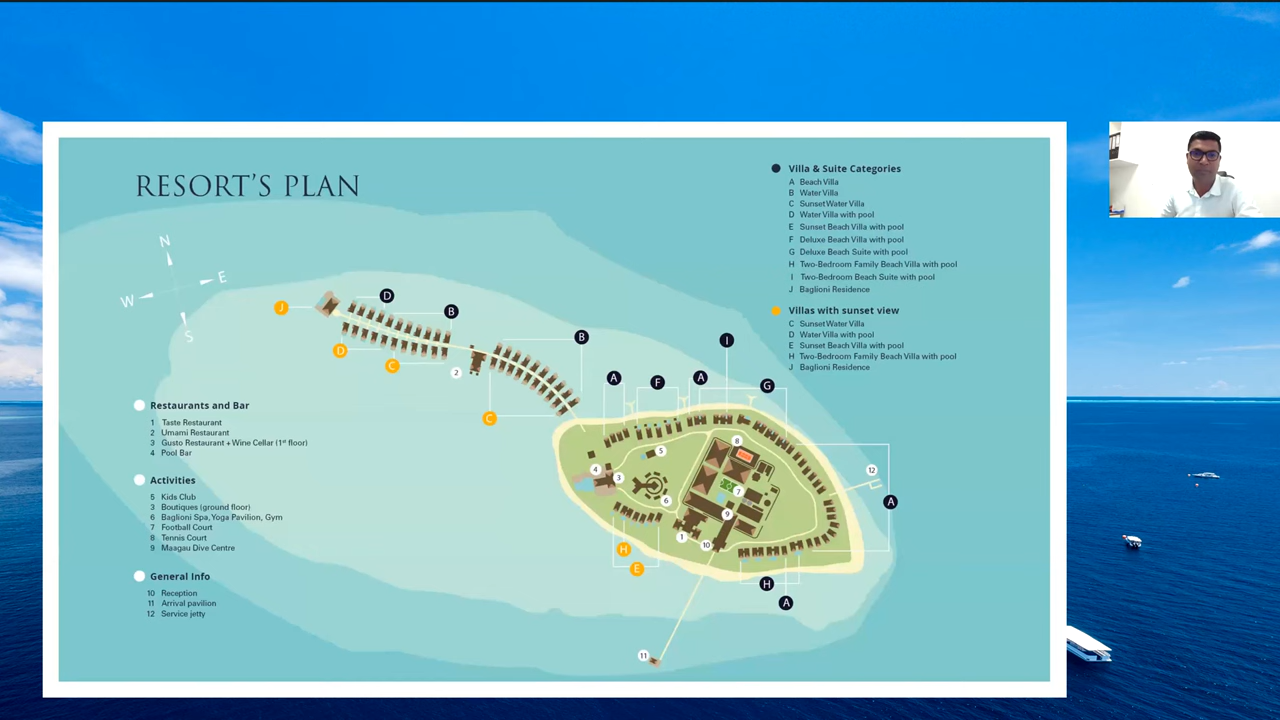 RESORT'S PLAN
N
E
W
S
Villa & Suite Categories
A Beach Villa
B Water Villa
C Sunset Water Villa
D Water Villa with pool
E Sunset Beach Villa with pool
F Deluxe Beach Villa with pool
G Deluxe Beach Suite with pool
H Two-Bedroom Family Beach Villa with pool
I Two-Bedroom Beach Suite with pool
J Baglioni Residence
Villas with sunset view
C Sunset Water Villa
D Water Villa with pool
E Sunset Beach Villa with pool
H Two-Bedroom Family Beach Villa with pool
J Baglioni Residence
J
D
B
D
C
2
B
C
A
F
A
I
G
12
A
8
5
4
3
7
6
9
1
10
H
E
H
A
11
Restaurants and Bar
1 Taste Restaurant
2 Umami Restaurant
3 Gusto Restaurant + Wine Cellar (1st floor)
4 Pool Bar
Activities
5 Kids Club
3 Boutiques (ground floor)
6 Baglioni Spa, Yoga Pavilion, Gym
7 Football Court
8 Tennis Court
9 Maagau Dive Centre
General Info
10 Reception
11 Arrival pavilion
12 Service jetty